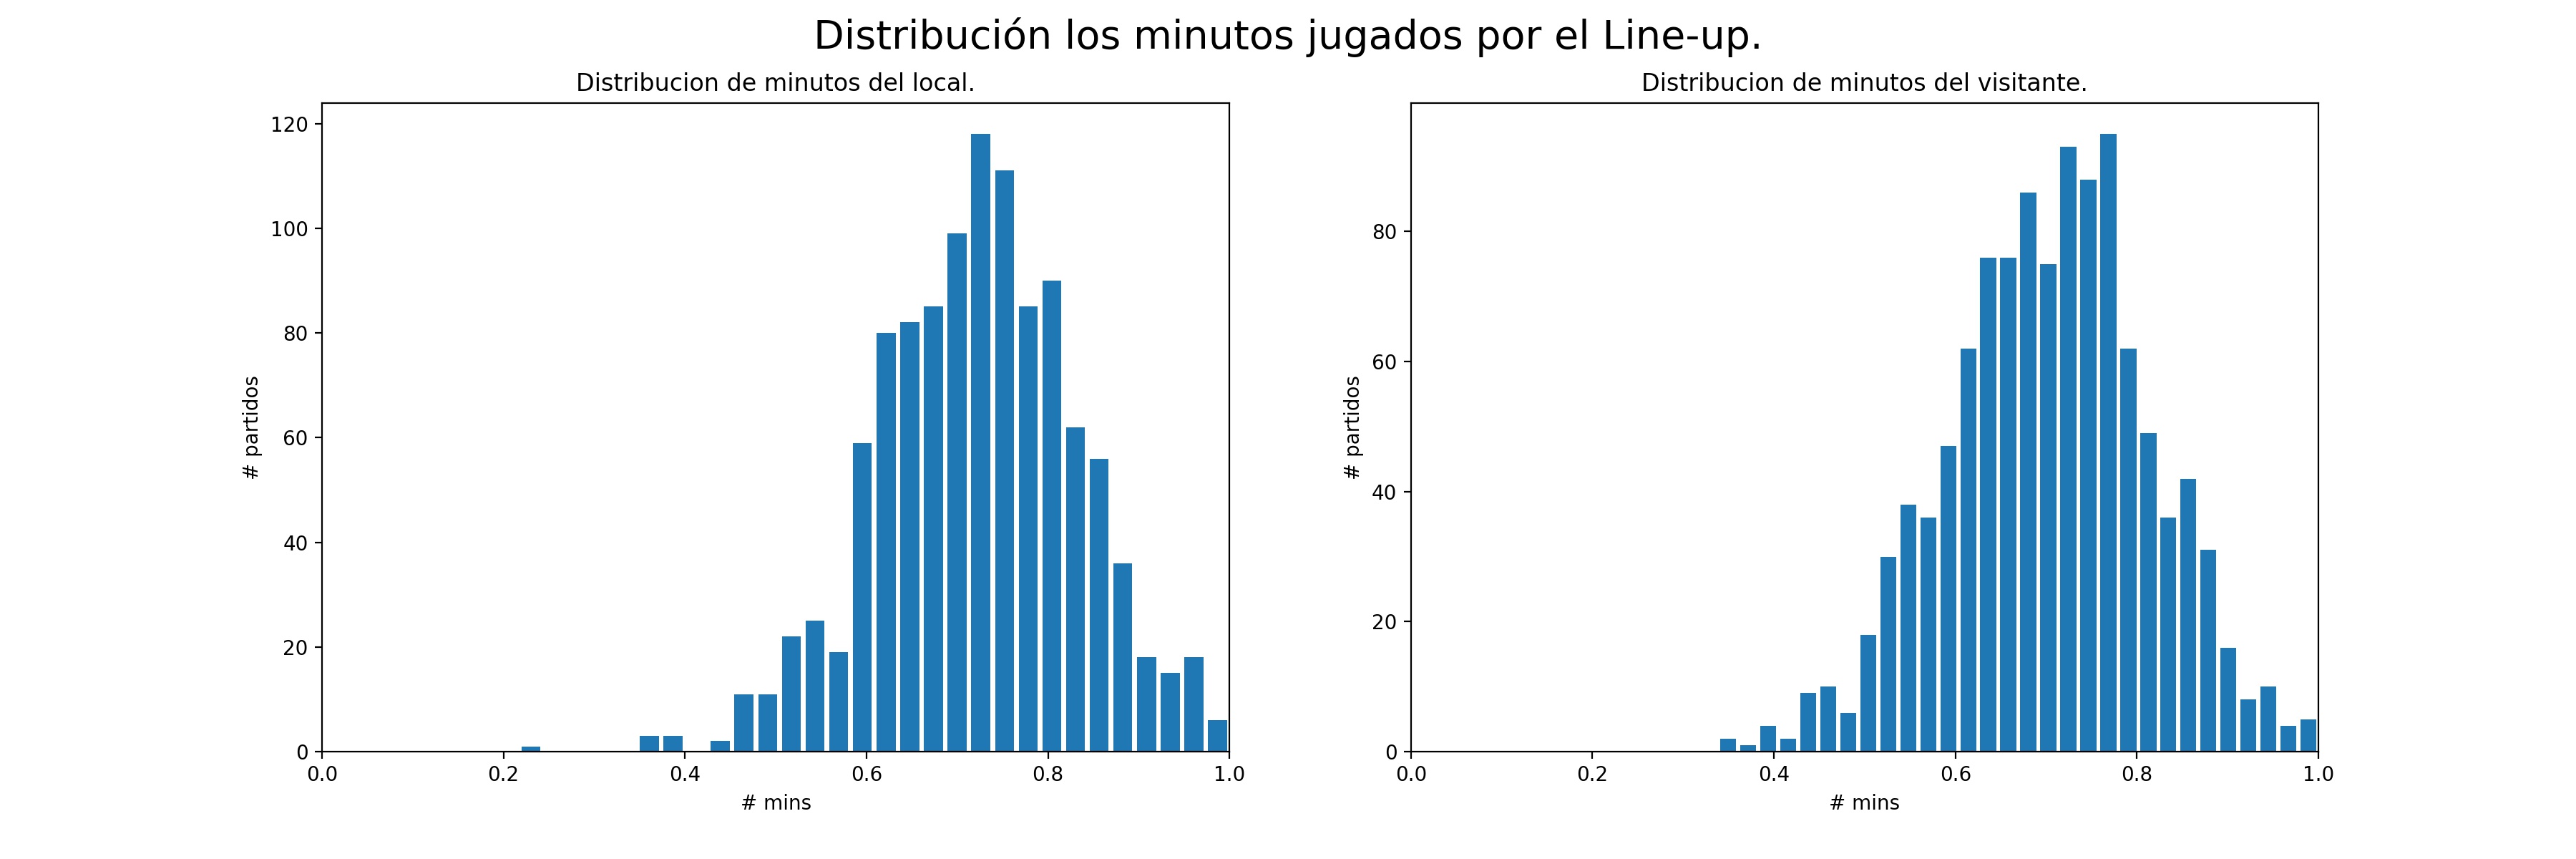 Distribución los minutos jugados por el Line-up.
Distribucion de minutos del local.
120
100
80
60
40
20
0
# partidos
0.0 0.2 0.4 0.6 0.8 1.0
# mins
Distribucion de minutos del visitante.
80
60
40
20
0
# partidos
0.0 0.2 0.4 0.6 0.8 1.0
# mins